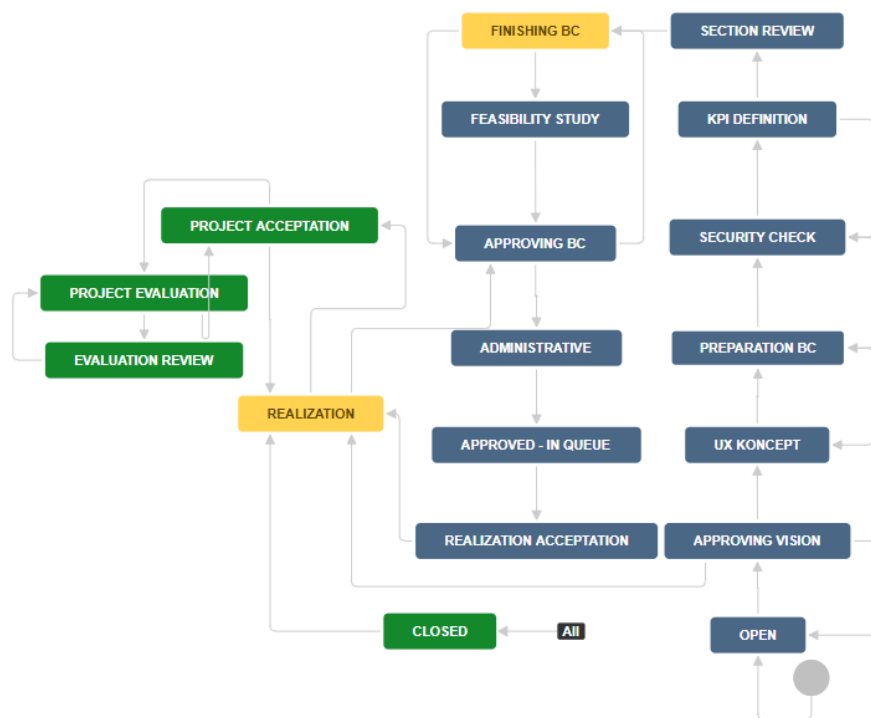 FINISHING BC
SECTION REVIEW
FEASIBILITY STUDY
KPI DEFINITION
PROJECT ACCEPTATION
APPROVING BC
SECURITY CHECK
PROJECT EVALUATION
EVALUATION REVIEW
ADMINISTRATIVE
PREPARATION BC
REALIZATION
APPROVED - IN QUEUE
UX KONCEPT
REALIZATION ACCEPTATION
APPROVING VISION
CLOSED
All
OPEN